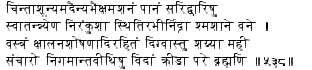 चिन्ताशून्यमदैन्यभैक्षमशनं पानं सरिद्वारिषु
स्वातन्त्र्येण निरंकुशा स्थितिरभीर्निद्रा श्मशाने वने ।
वस्त्रं क्षालनशोषणादिरहितं दिग्वास्तु शय्या मही
संचारो निगमान्तवीथिषु विदां क्रीडा परे ब्रह्मणि ॥५३८॥